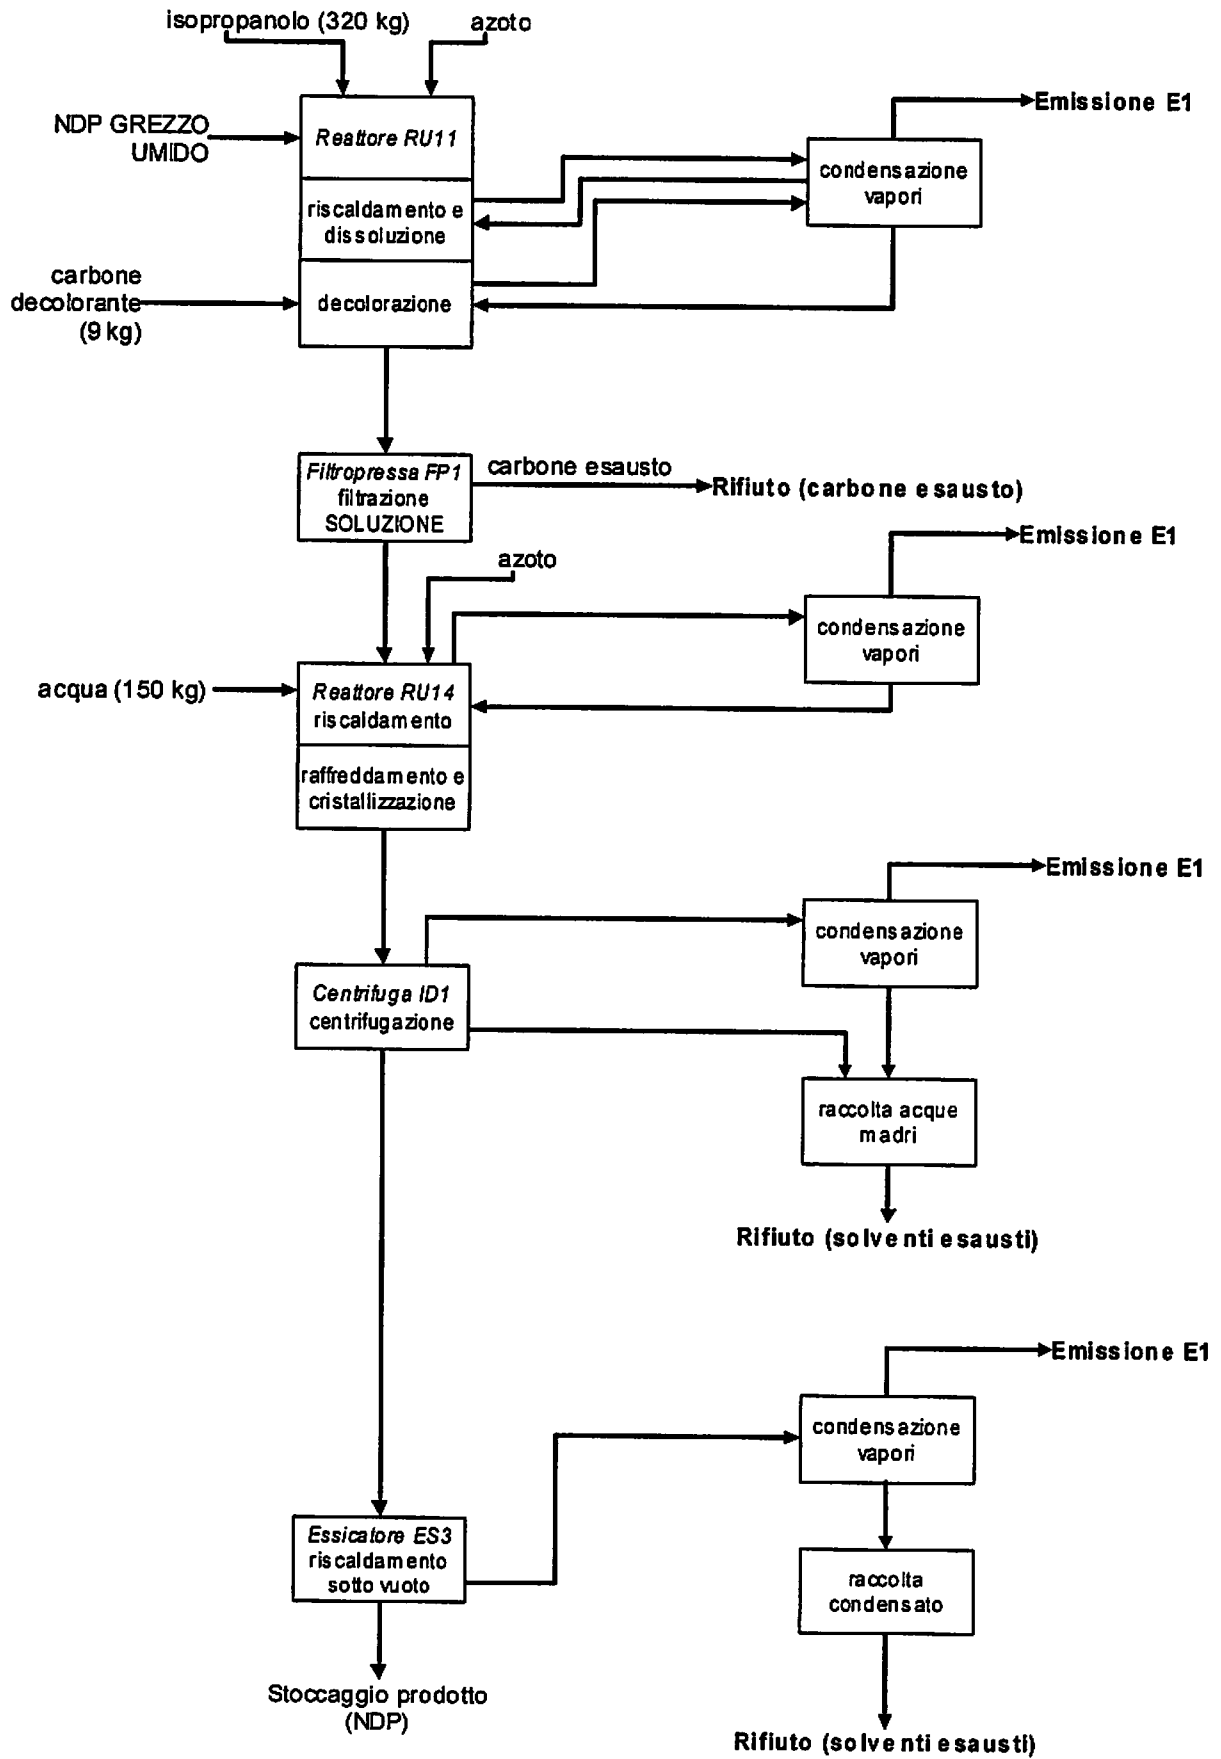 isopropanolo (320 kg)
azoto
Emissione E1
NDP GREZZO
UMIDO
Reattore RU11
condensazione
vapori
riscaldamento e
dissoluzione
carbone
decolorante
(9 kg)
decolorazione
Filtropressa FP1
filtrazione
SOLUZIONE
carbone esausto
Rifiuto (carbone esausto)
Emissione E1
azoto
condensazione
vapori
acqua (150 kg)
Reattore RU14
riscaldamento
raffreddamento e
cristallizzazione
Emissione E1
condensazione
vapori
Centrifuga ID1
centrifugazione
raccolta acque
madri
Rifiuto (solventi esausti)
Emissione E1
condensazione
vapori
Essicatore ES3
riscaldamento
sotto vuoto
raccolta
condensato
Stoccaggio prodotto
(NDP)
Rifiuto (solventi esausti)